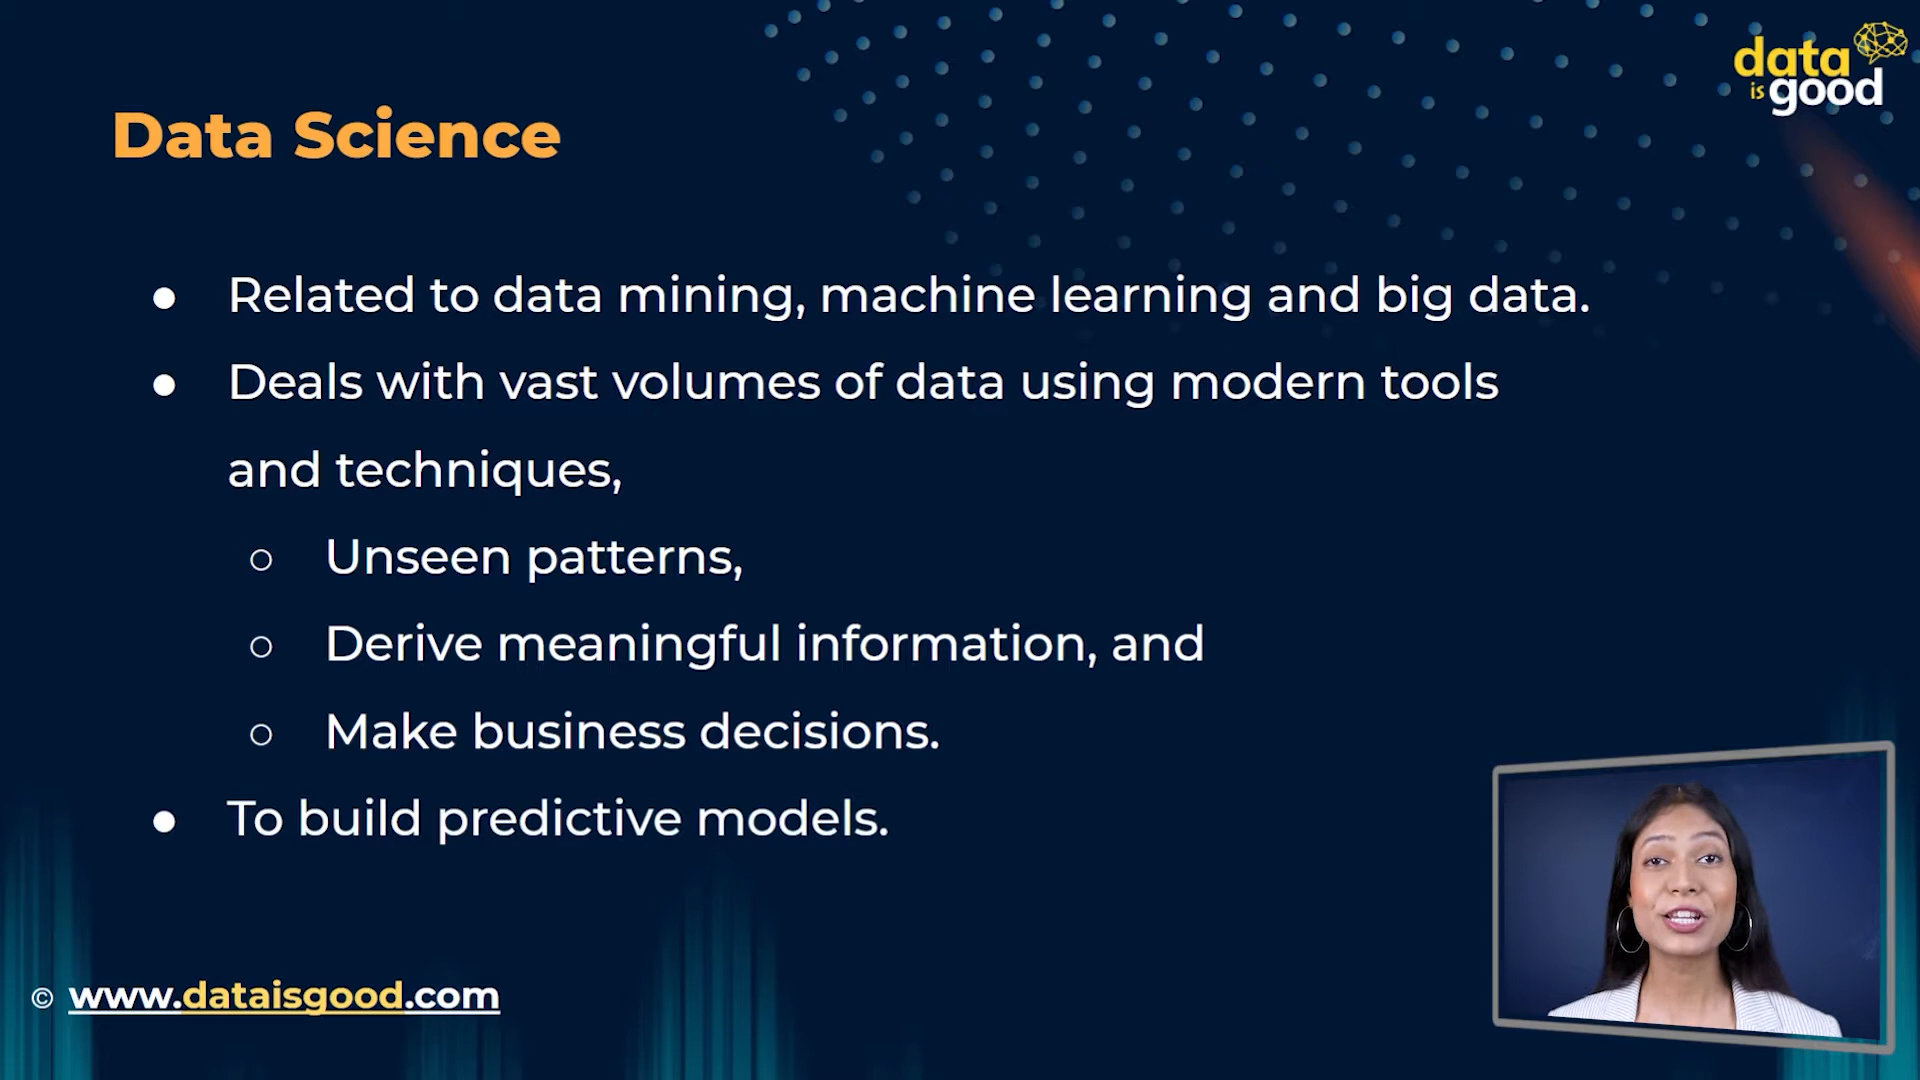 data
is good
Data Science
● Related to data mining, machine learning and big data.
● Deals with vast volumes of data using modern tools
and techniques,
○ Unseen patterns,
○ Derive meaningful information, and
○ Make business decisions.
● To build predictive models.
© www.dataisgood.com